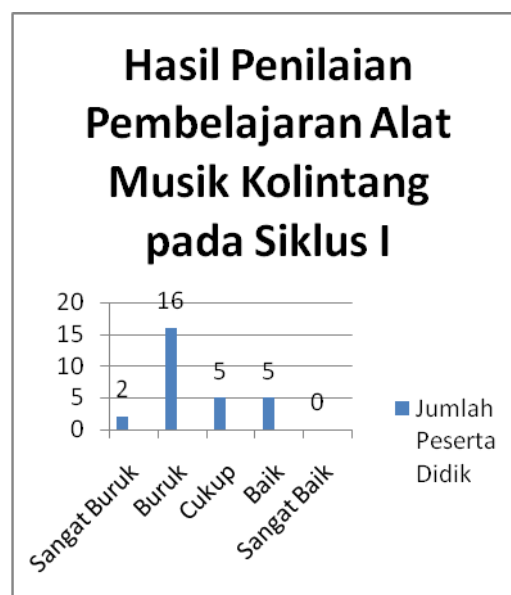 Hasil Penilaian
Pembelajaran Alat
Musik Kolintang
pada Siklus I
20
15
10
5
0
2
16
5
5
0
Sangat Buruk
Buruk
Cukup
Baik
Sangat Baik
Jumlah
Peserta
Didik